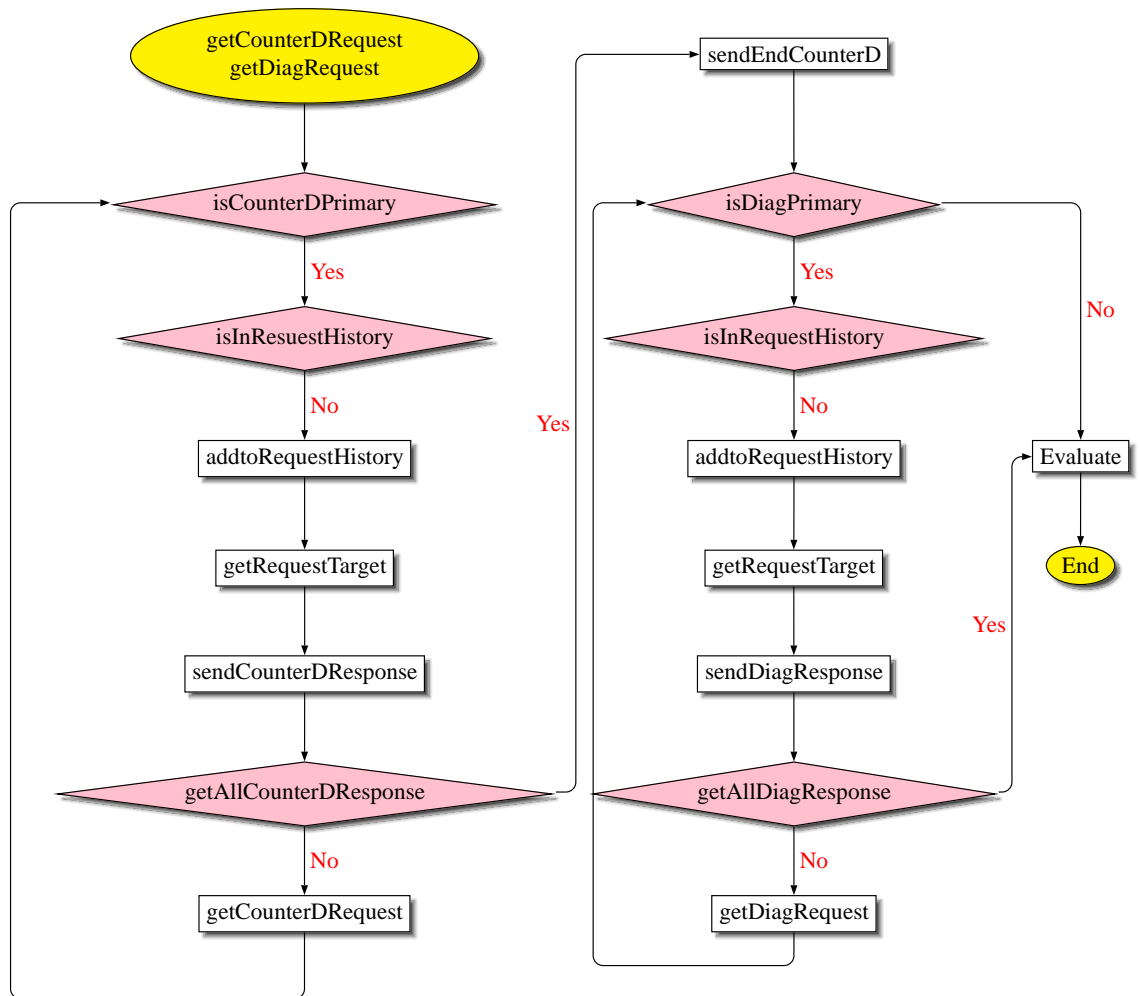 getCounterDRequest
getDiagRequest
isCounterDPrimary
Yes
isInResuestHistory
No
addtoRequestHistory
getRequestTarget
sendCounterDResponse
getAllCounterDResponse
No
getCounterDRequest
Yes
sendEndCounterD
isDiagPrimary
Yes
isInRequestHistory
No
addtoRequestHistory
getRequestTarget
sendDiagResponse
getAllDiagResponse
No
getDiagRequest
No
Yes
Evaluate
End